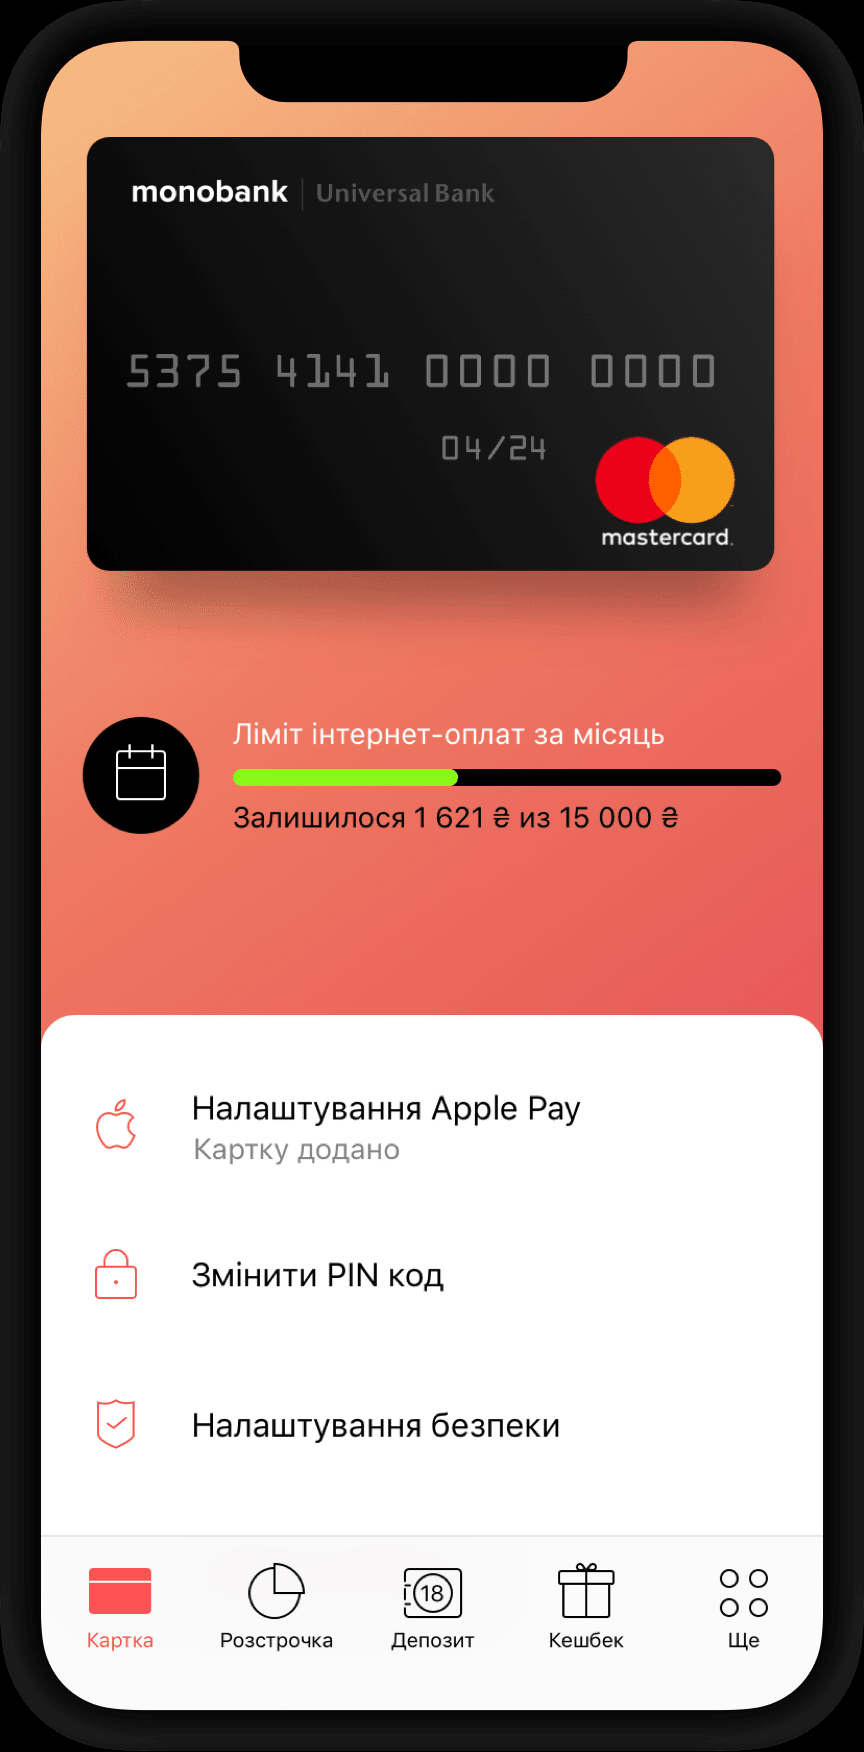 monobank | Universal Bank
5375 4141 0000 0000
04/24
mastercard.
Ліміт інтернет-оплат за місяць
Залишилося 1 621 ₴ из 15 000 ₴
Налаштування Apple Pay
Картку додано
Змінити PIN код
Налаштування безпеки
18
Картка Розстрочка Депозит Кешбек Ще